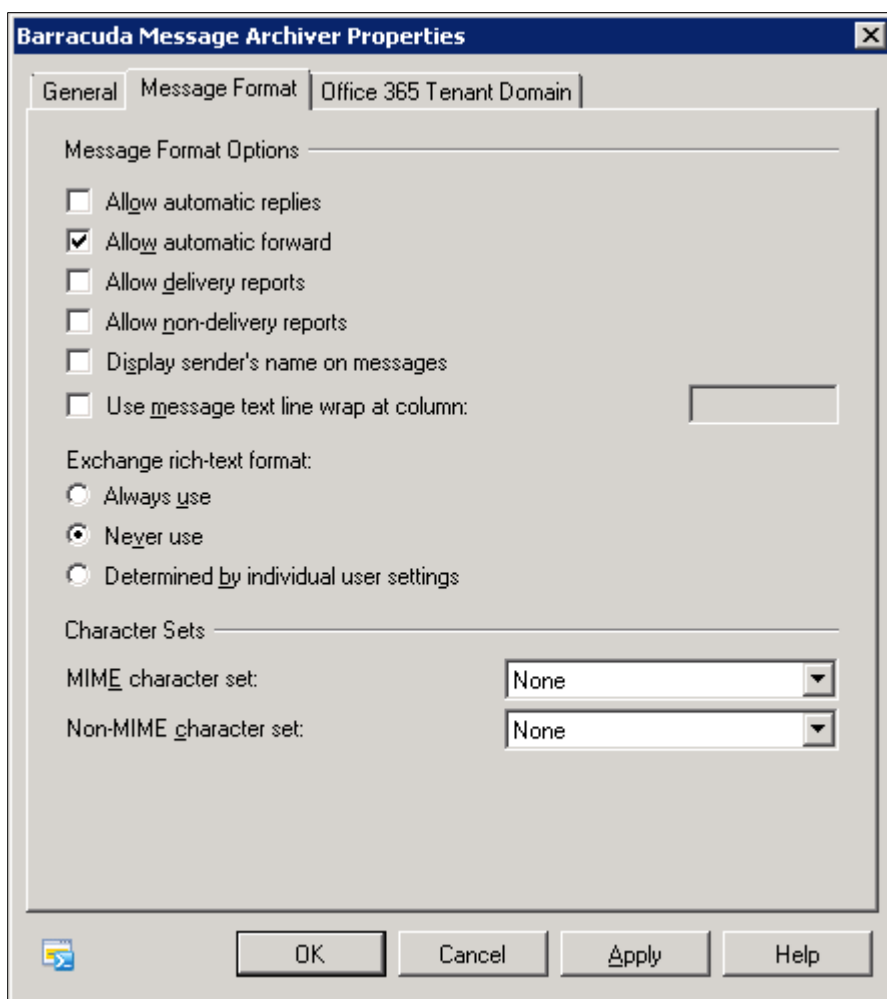 Barracuda Message Archiver Properties
General Message Format Office 365 Tenant Domain
Message Format Options
Allow automatic replies
Allow automatic forward
Allow delivery reports
Allow non-delivery reports
Display sender's name on messages
Use message text line wrap at column:
Exchange rich-text format:
Always use
Never use
Determined by individual user settings
Character Sets
MIME character set: None
Non-MIME character set: None
OK Cancel Apply Help